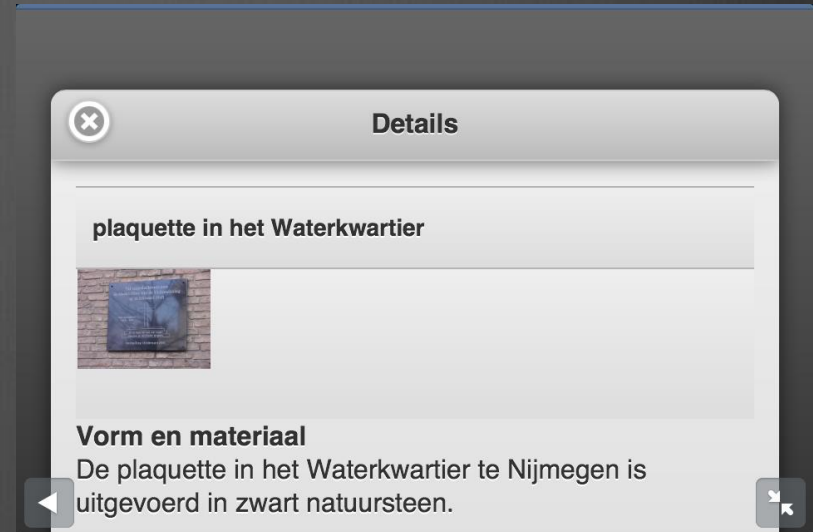 Details
plaquette in het Waterkwartier
Vorm en materiaal
De plaquette in het Waterkwartier te Nijmegen is
uitgevoerd in zwart natuursteen.